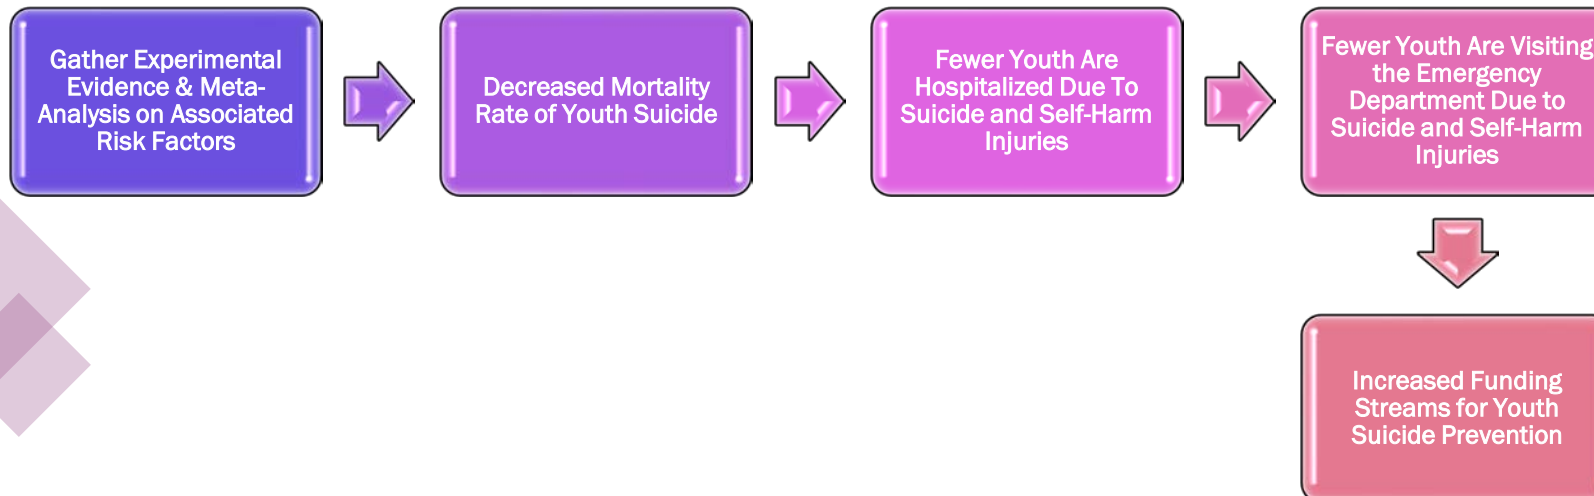 Gather Experimental
Evidence & Meta-
Analysis on Associated
Risk Factors
Decreased Mortality
Rate of Youth Suicide
Fewer Youth Are
Hospitalized Due To
Suicide and Self-Harm
Injuries
Fewer Youth Are Visiting
the Emergency
Department Due to
Suicide and Self-Harm
Injuries
Increased Funding
Streams for Youth
Suicide Prevention